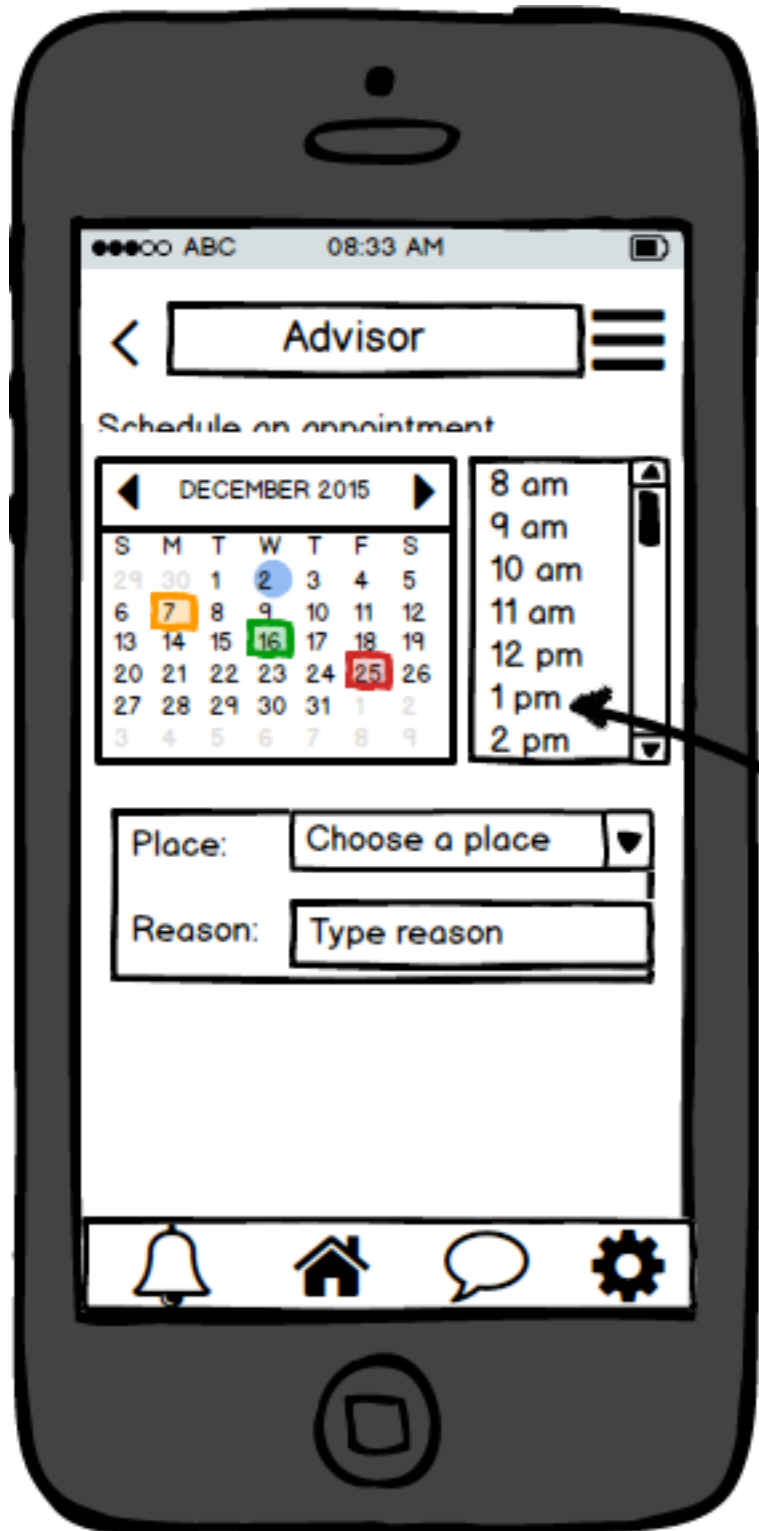 ABC 08:33 AM
Advisor
Schedule an appointment
DECEMBER 2015
S M T W T F S
29 30 1 2 3 4 5
6 7 8 9 10 11 12
13 14 15 16 17 18 19
20 21 22 23 24 25 26
27 28 29 30 31 1 2
3 4 5 6 7 8 9
8 am
9 am
10 am
11 am
12 pm
1 pm
2 pm
Place: Choose a place
Reason: Type reason